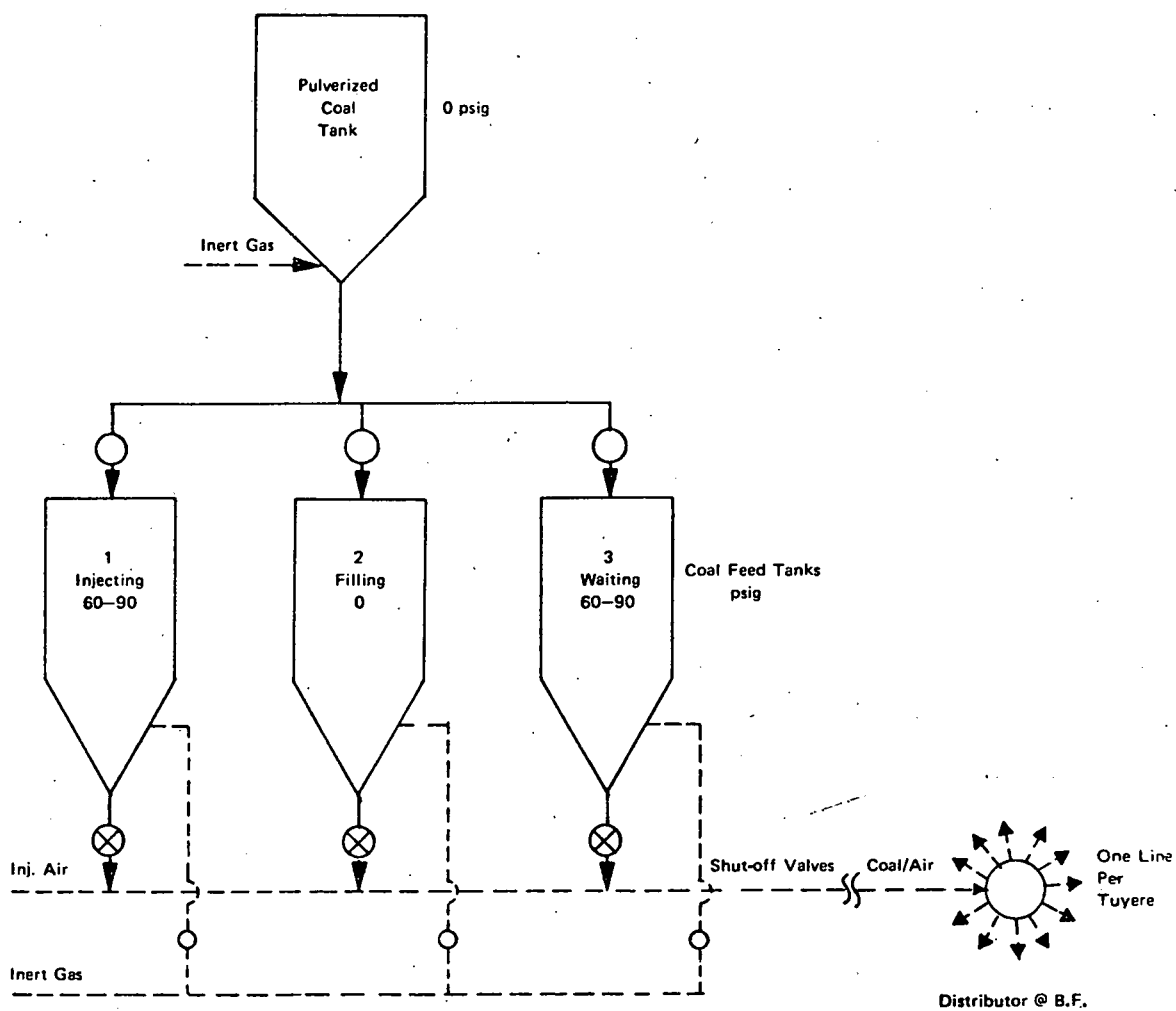 Pulverized
Coal
Tank
0 psig
Inert Gas
1
Injecting
60–90
2
Filling
0
3
Waiting
60–90
Coal Feed Tanks
psig
Inj. Air
Shut-off Valves
Coal/Air
One Line
Per
Tuyere
Inert Gas
Distributor @ B.F.